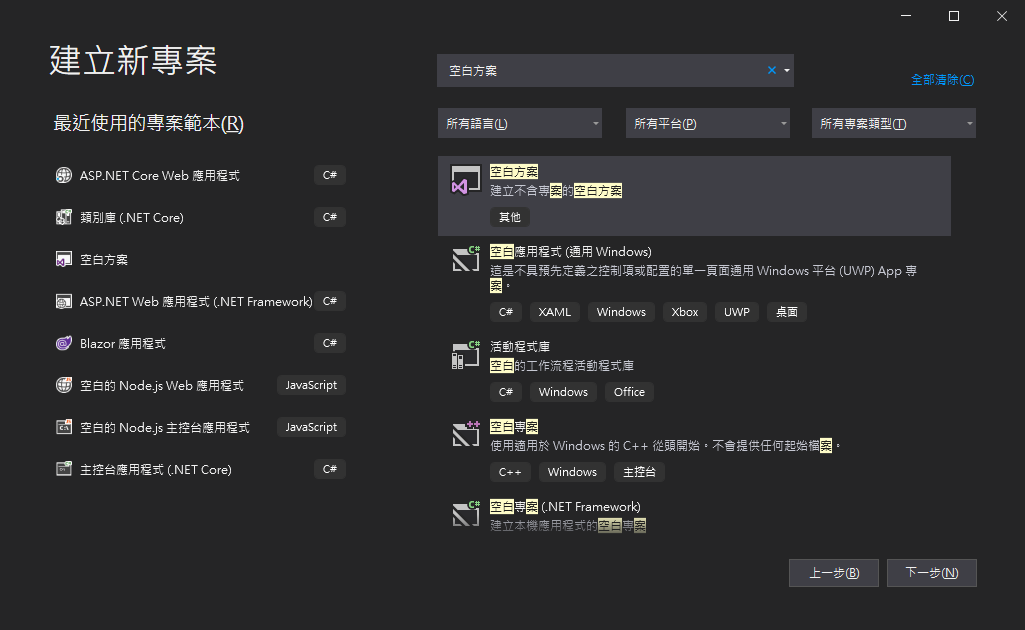 建立新專案
最近使用的專案範本(R)
ASP.NET Core Web 應用程式 C#
類別庫 (.NET Core) C#
空白方案
ASP.NET Web 應用程式 (.NET Framework) C#
Blazor 應用程式 C#
空白的 Node.js Web 應用程式 JavaScript
空白的 Node.js 主控台應用程式 JavaScript
主控台應用程式 (.NET Core) C#
空白方案
全部清除(C)
所有語言(L) 所有平台(P) 所有專案類型(T)
空白方案
建立不含專案的空白方案
其他
C#
空白應用程式 (通用 Windows)
這是不具預先定義之控制項或配置的單一頁面通用 Windows 平台 (UWP) App 專
案。
C# XAML Windows Xbox UWP 桌面
C#
活動程式庫
空白的工作流程活動程式庫
C# Windows Office
++
空白專案
使用適用於 Windows 的 C++ 從頭開始。不會提供任何起始檔案。
C++ Windows 主控台
C#
空白專案 (.NET Framework)
建立本機應用程式的空白專案
上一步(B) 下一步(N)